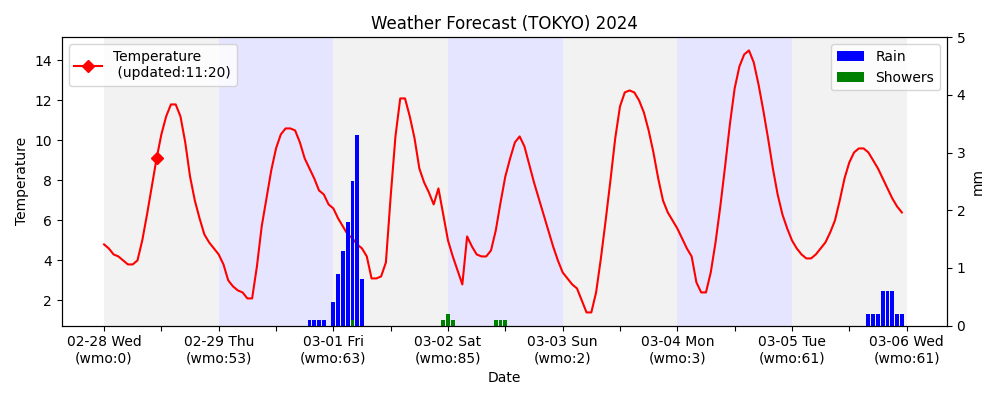 Weather Forecast (TOKYO) 2024
Temperature
(updated:11:20)
Rain
Showers
14
12
10
8
6
4
2
Temperature
5
4
3
2
1
0
mm
02-28 Wed
(wmo:0)
02-29 Thu
(wmo:53)
03-01 Fri
(wmo:63)
03-02 Sat
(wmo:85)
03-03 Sun
(wmo:2)
03-04 Mon
(wmo:3)
03-05 Tue
(wmo:61)
03-06 Wed
(wmo:61)
Date